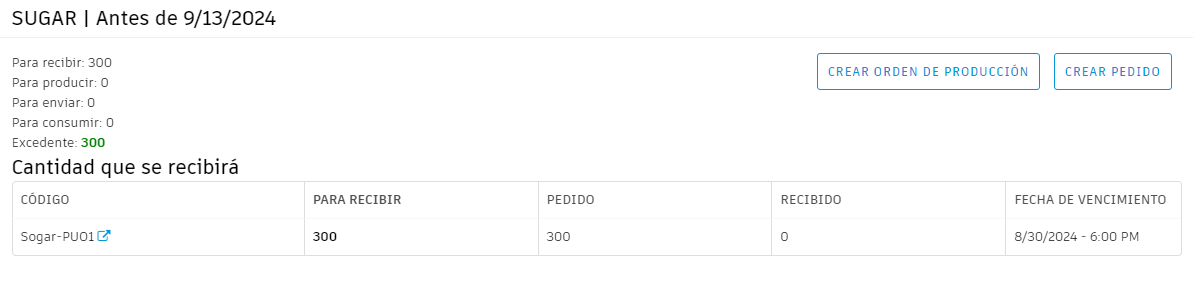 SUGAR | Antes de 9/13/2024
Para recibir: 300
Para producir: 0
Para enviar: 0
Para consumir: 0
Excedente: 300
CREAR ORDEN DE PRODUCCIÓN
CREAR PEDIDO
Cantidad que se recibirá
CÓDIGO PARA RECIBIR PEDIDO RECIBIDO FECHA DE VENCIMIENTO
Sogar-PU01 300 300 0 8/30/2024 - 6:00 PM